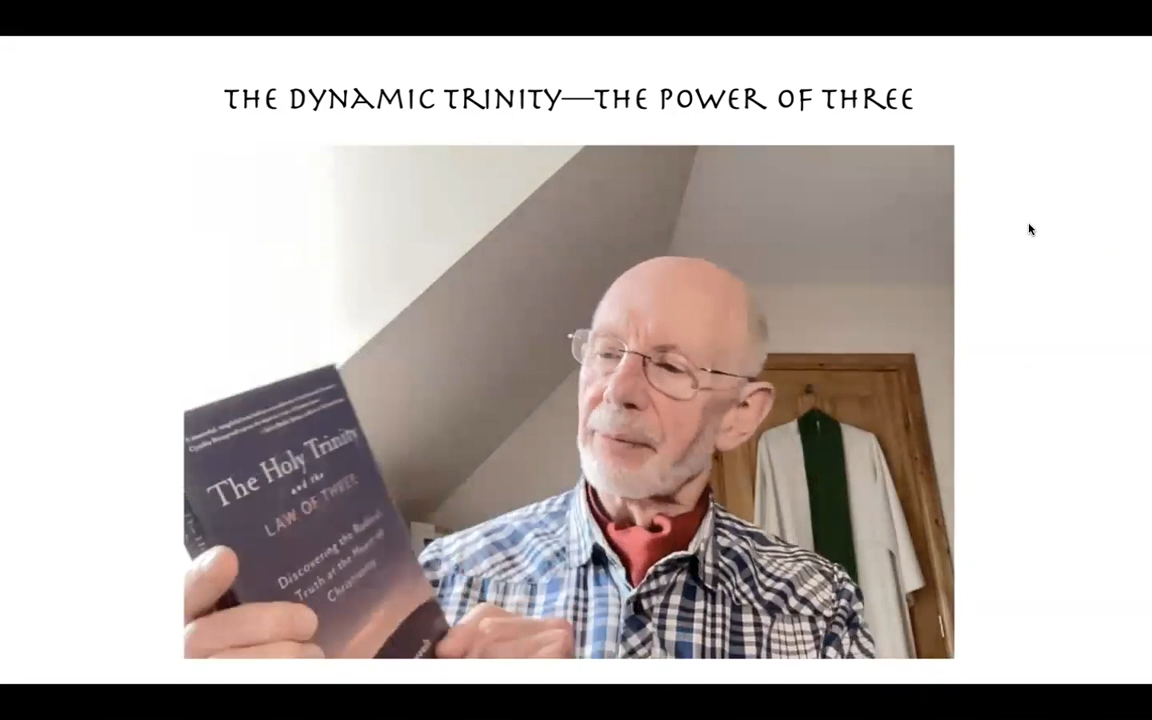 THE DYNAMIC TRINITY—THE POWER OF THREE
The Holy Trinity
and the
LAW OF THREE
Discovering the Radical
Truth at the Heart of
Christianity